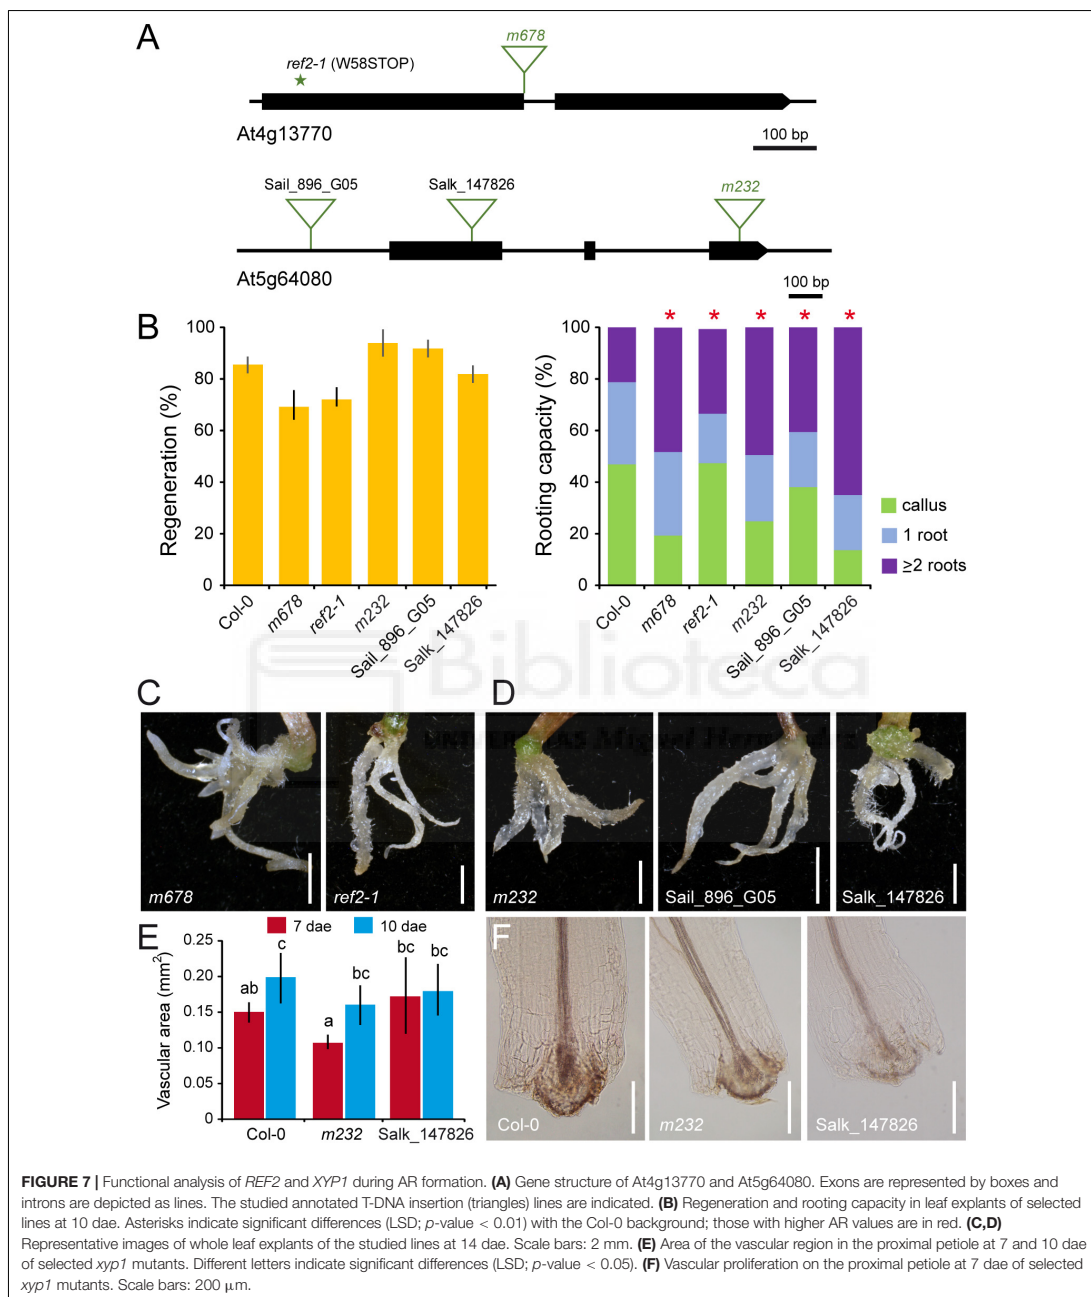 A
m678
ref2-1 (W58STOP)
At4g13770
100 bp
Sail_896_G05
Salk_147826
m232
At5g64080
100 bp
B
Regeneration (%)
100
80
60
40
20
0
Col-0
m678
ref2-1
m232
Sail_896_G05
Salk_147826
Rooting capacity (%)
100
80
60
40
20
0
* * * * *
Col-0
m678
ref2-1
m232
Sail_896_G05
Salk_147826
callus
1 root
≥2 roots
Biblioteca
UNIVERSITAS Miguel Hernández
C
m678
ref2-1
D
m232
Sail_896_G05
Salk_147826
E
7 dae
10 dae
Vascular area (mm²)
0.25
0.20
0.15
0.10
0.05
0
ab
c
a
bc
bc
bc
Col-0
m232
Salk_147826
F
Col-0
m232
Salk_147826
FIGURE 7 | Functional analysis of REF2 and XYP1 during AR formation. (A) Gene structure of At4g13770 and At5g64080. Exons are represented by boxes and
introns are depicted as lines. The studied annotated T-DNA insertion (triangles) lines are indicated. (B) Regeneration and rooting capacity in leaf explants of selected
lines at 10 dae. Asterisks indicate significant differences (LSD; p-value < 0.01) with the Col-0 background; those with higher AR values are in red. (C,D)
Representative images of whole leaf explants of the studied lines at 14 dae. Scale bars: 2 mm. (E) Area of the vascular region in the proximal petiole at 7 and 10 dae
of selected xyp1 mutants. Different letters indicate significant differences (LSD; p-value < 0.05). (F) Vascular proliferation on the proximal petiole at 7 dae of selected
xyp1 mutants. Scale bars: 200 μm.